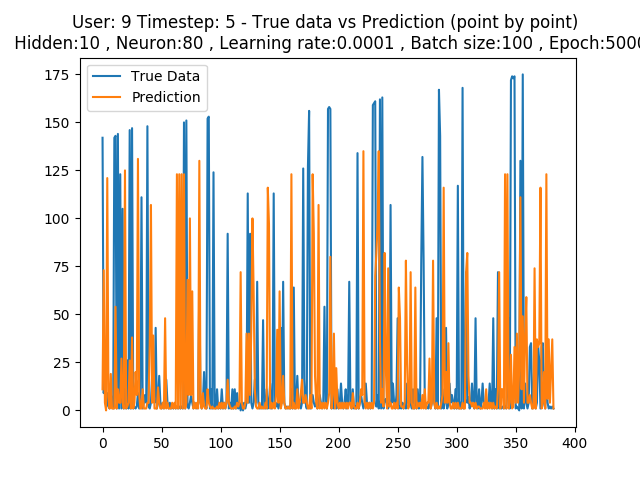 User: 9 Timestep: 5 - True data vs Prediction (point by point)
Hidden:10 , Neuron:80 , Learning rate:0.0001 , Batch size:100 , Epoch:5000
True Data
Prediction
175
150
125
100
75
50
25
0
0 50 100 150 200 250 300 350 400